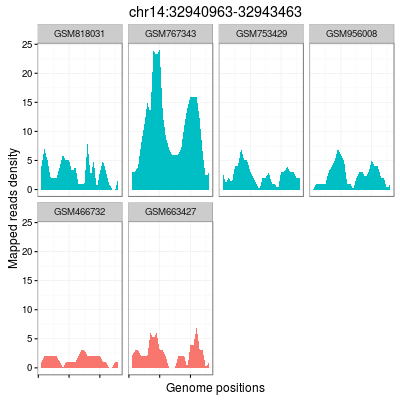 chr14:32940963-32943463
GSM818031 GSM767343 GSM753429 GSM956008
25
20
15
10
5
0
Mapped reads density
GSM466732 GSM663427
25
20
15
10
5
0
Genome positions